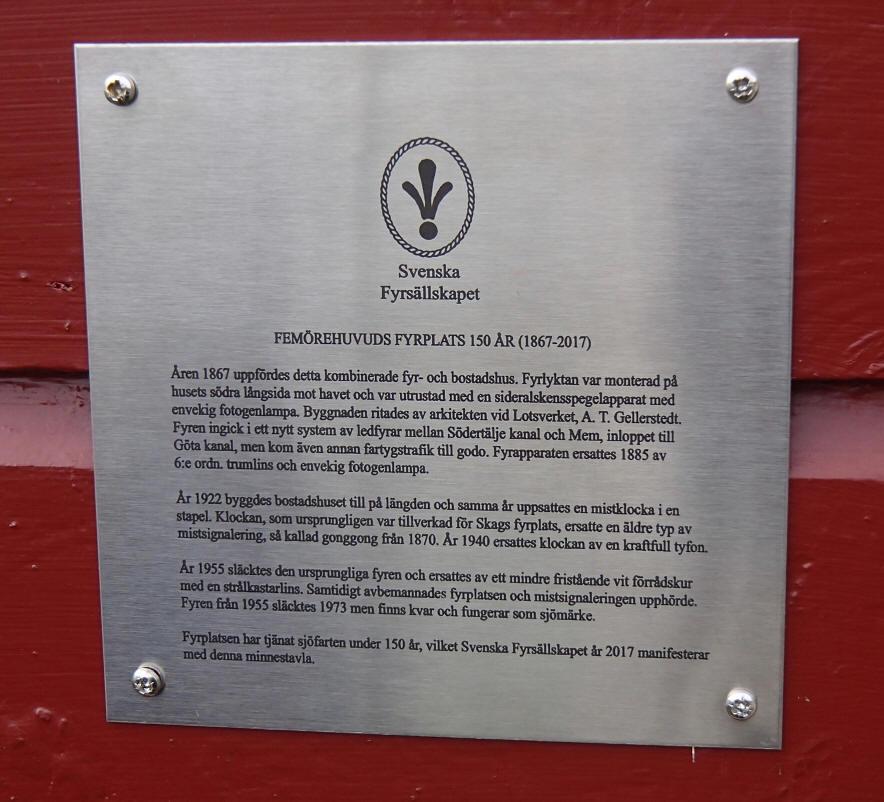 Svenska
Fyrsällskapet
FEMÖREHUVUDS FYRPLATS 150 ÅR (1867-2017)
Åren 1867 uppfördes detta kombinerade fyr- och bostadshus. Fyrlyktan var monterad på
husets södra långsida mot havet och var utrustad med en sideralskensspegelapparat med
envekig fotogenlampa. Byggnaden ritades av arkitekten vid Lotsverket, A. T. Gellerstedt.
Fyren ingick i ett nytt system av ledfyrar mellan Södertälje kanal och Mem, inloppet till
Göta kanal, men kom även annan fartygstrafik till godo. Fyrapparaten ersattes 1885 av
6:e ordn. trumlins och envekig fotogenlampa.
År 1922 byggdes bostadshuset till på längden och samma år uppsattes en mistklocka i en
stapel. Klockan, som ursprungligen var tillverkad för Skags fyrplats, ersatte en äldre typ av
mistsignalering, så kallad gonggong från 1870. År 1940 ersattes klockan av en kraftfull tyfon.
År 1955 släcktes den ursprungliga fyren och ersattes av ett mindre fristående vit förrådskur
med en strålkastarlins. Samtidigt avbemannades fyrplatsen och mistsignaleringen upphörde.
Fyren från 1955 släcktes 1973 men finns kvar och fungerar som sjömärke.
Fyrplatsen har tjänat sjöfarten under 150 år, vilket Svenska Fyrsällskapet år 2017 manifesterar
med denna minnestavla.